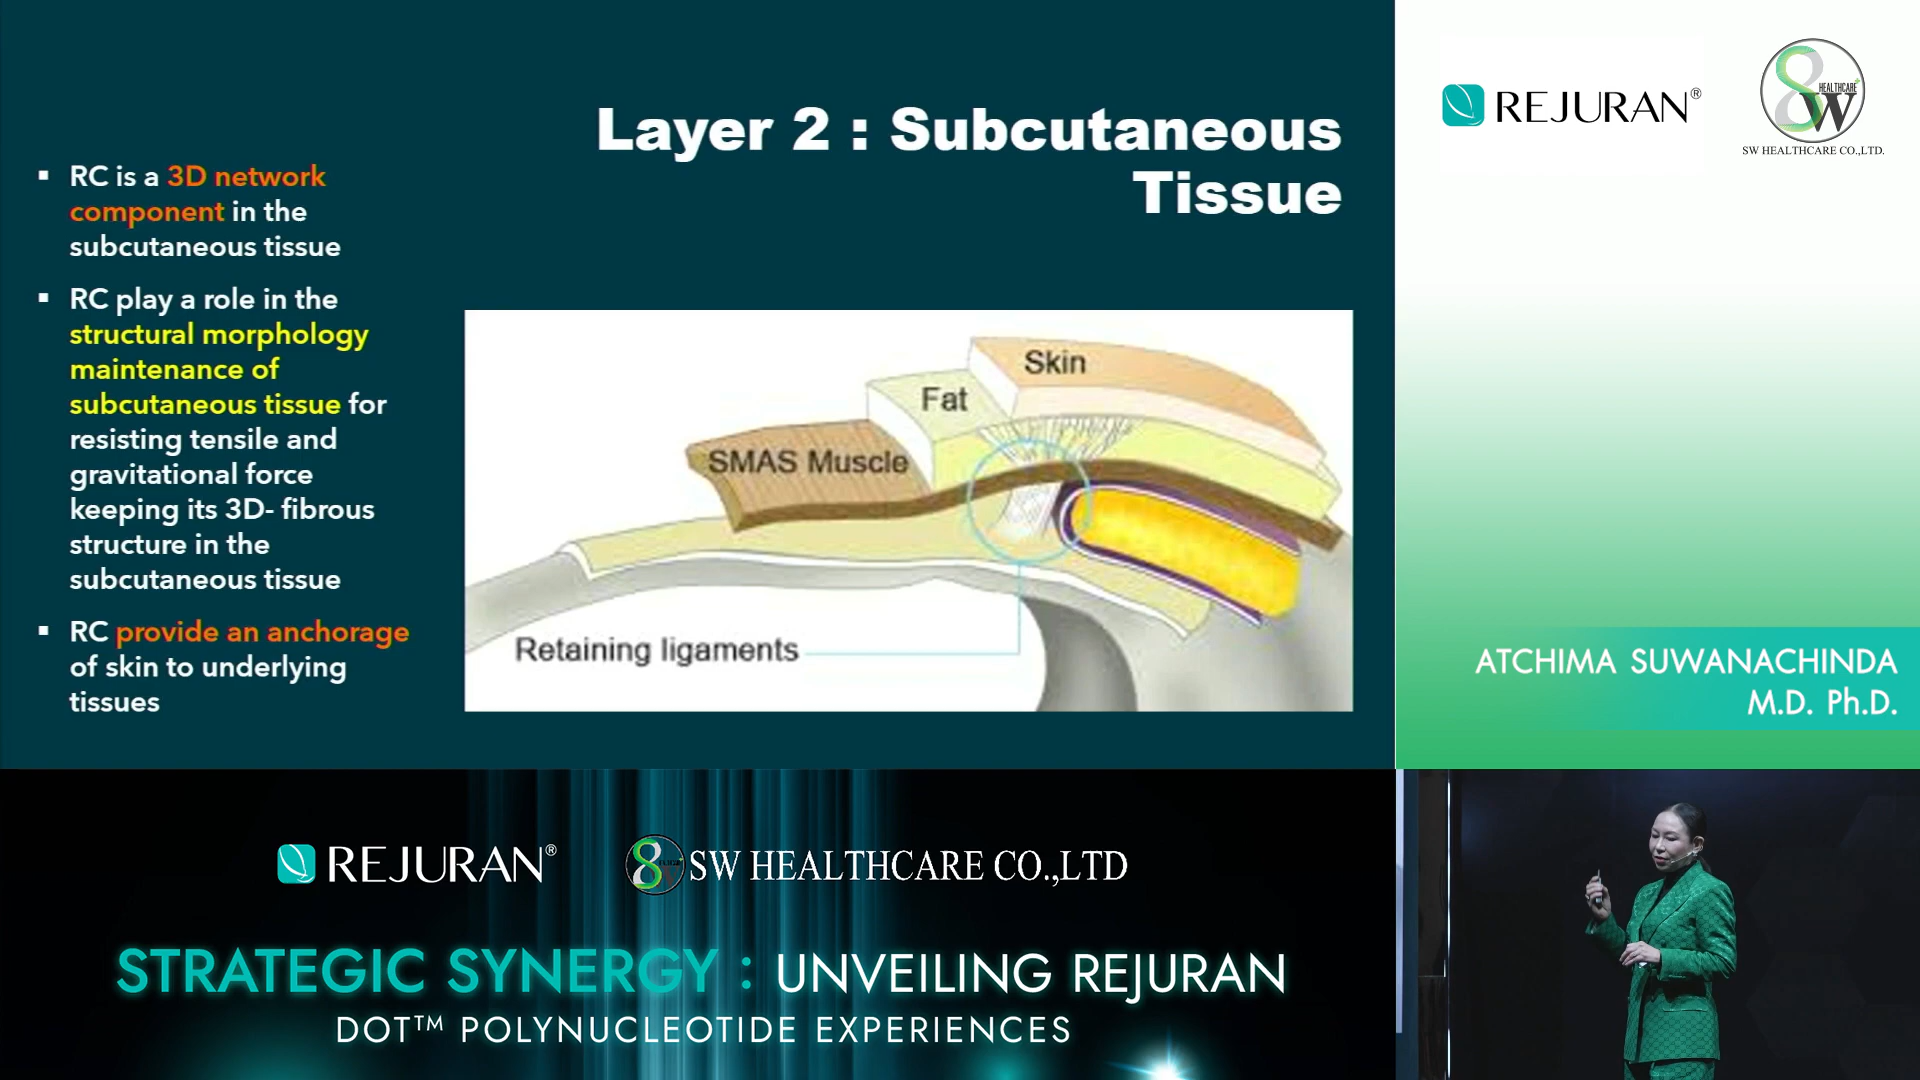 Layer 2 : Subcutaneous
Tissue
▪ RC is a 3D network
component in the
subcutaneous tissue
▪ RC play a role in the
structural morphology
maintenance of
subcutaneous tissue for
resisting tensile and
gravitational force
keeping its 3D- fibrous
structure in the
subcutaneous tissue
▪ RC provide an anchorage
of skin to underlying
tissues
Skin
Fat
SMAS Muscle
Retaining ligaments
REJURAN®
HEALTHCARE
SW
SW HEALTHCARE CO.,LTD.
ATCHIMA SUWANACHINDA
M.D. Ph.D.
REJURAN®
SW HEALTHCARE CO.,LTD
STRATEGIC SYNERGY : UNVEILING REJURAN
DOT™ POLYNUCLEOTIDE EXPERIENCES